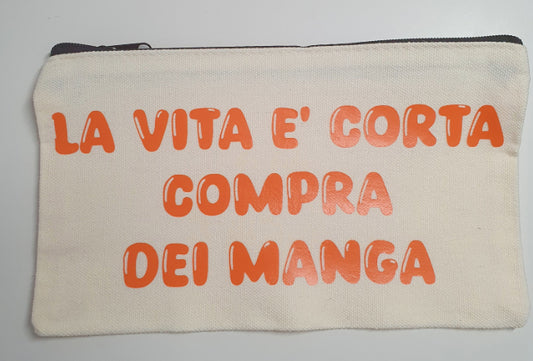 LA VITA E' CORTA
COMPRA
DEI MANGA